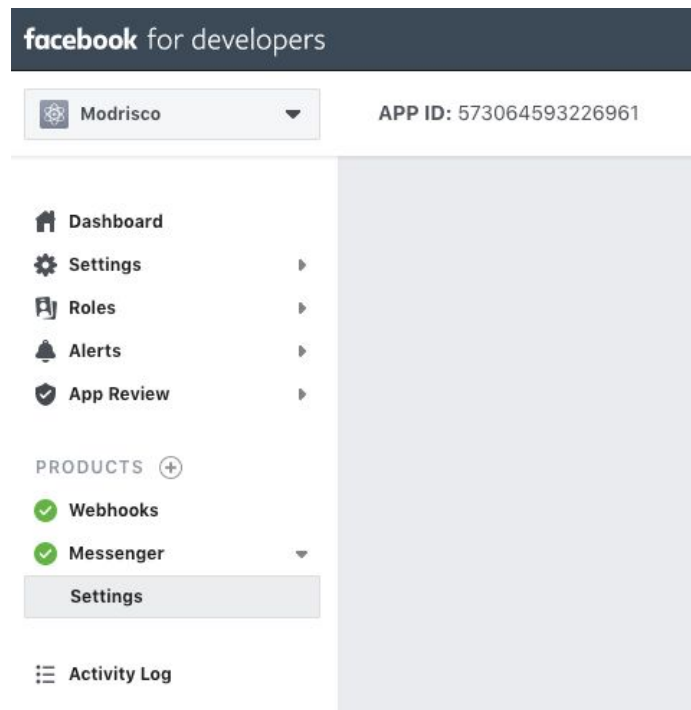 facebook for developers
Modrisco
APP ID: 573064593226961
Dashboard
Settings
Roles
Alerts
App Review
PRODUCTS
Webhooks
Messenger
Settings
Activity Log